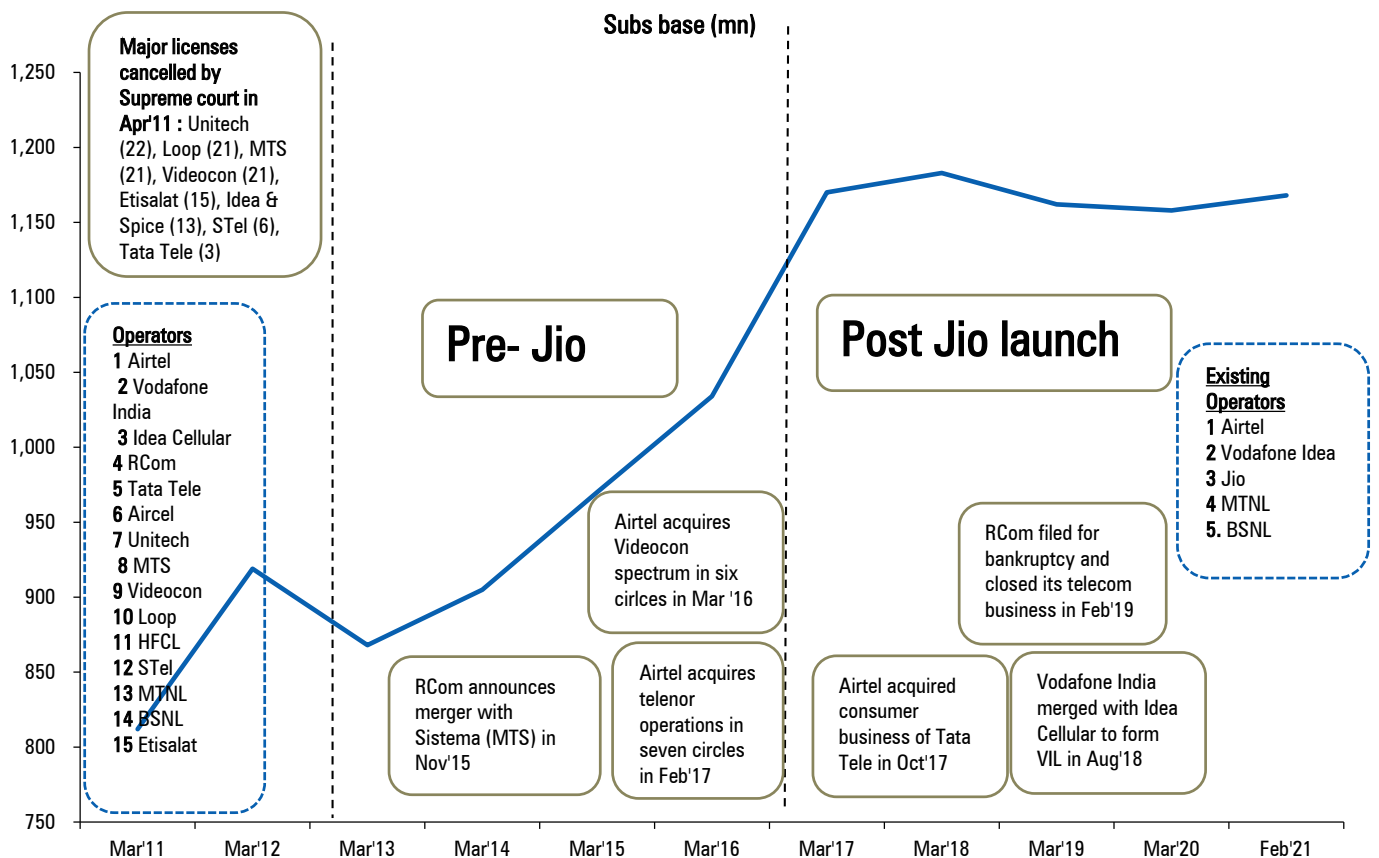 Subs base (mn)
1,250
1,200
1,150
1,100
1,050
1,000
950
900
850
800
750
Major licenses
cancelled by
Supreme court in
Apr'11 : Unitech
(22), Loop (21), MTS
(21), Videocon (21),
Etisalat (15), Idea &
Spice (13), STel (6),
Tata Tele (3)
Operators
1 Airtel
2 Vodafone
India
3 Idea Cellular
4 RCom
5 Tata Tele
6 Aircel
7 Unitech
8 MTS
9 Videocon
10 Loop
11 HFCL
12 STel
13 MTNL
14 BSNL
15 Etisalat
Pre- Jio
Post Jio launch
Existing
Operators
1 Airtel
2 Vodafone Idea
3 Jio
4 MTNL
5. BSNL
Airtel acquires
Videocon
spectrum in six
cirlces in Mar '16
RCom filed for
bankruptcy and
closed its telecom
business in Feb'19
RCom announces
merger with
Sistema (MTS) in
Nov'15
Airtel acquires
telenor
operations in
seven circles
in Feb'17
Airtel acquired
consumer
business of Tata
Tele in Oct'17
Vodafone India
merged with Idea
Cellular to form
VIL in Aug'18
Mar'11 Mar'12 Mar'13 Mar'14 Mar'15 Mar'16 Mar'17 Mar'18 Mar'19 Mar'20 Feb'21